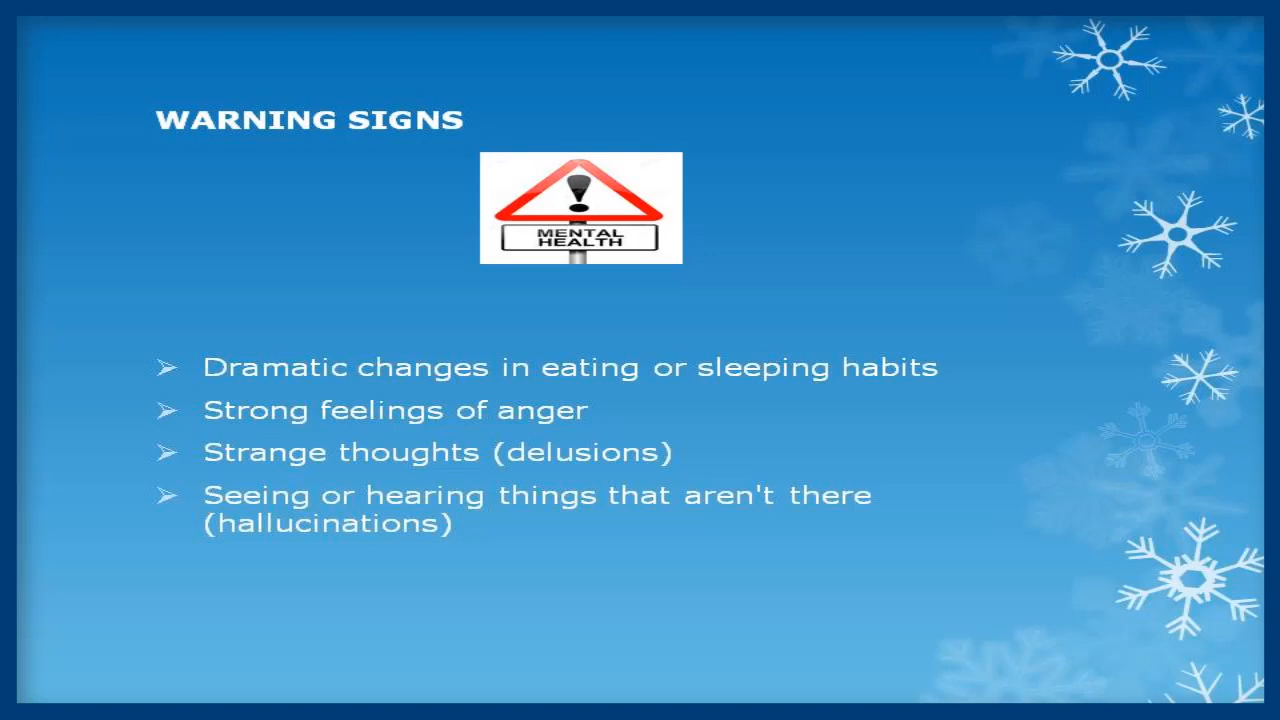 WARNING SIGNS
MENTAL
HEALTH
➢ Dramatic changes in eating or sleeping habits
➢ Strong feelings of anger
➢ Strange thoughts (delusions)
➢ Seeing or hearing things that aren't there
(hallucinations)